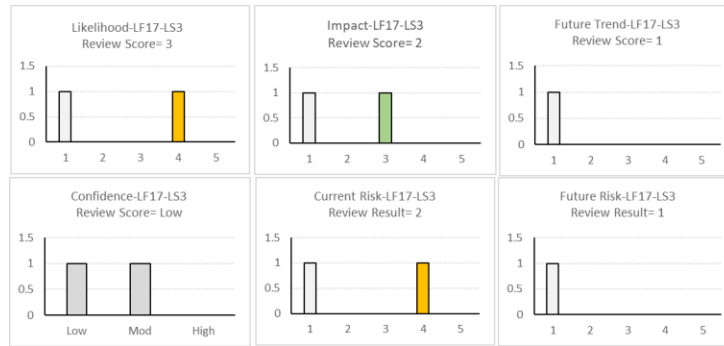 Likelihood-LF17-LS3
Review Score= 3
1.5
1
0.5
0
1 2 3 4 5
Impact-LF17-LS3
Review Score= 2
1.5
1
0.5
0
1 2 3 4 5
Future Trend-LF17-LS3
Review Score= 1
1.5
1
0.5
0
1 2 3 4 5
Confidence-LF17-LS3
Review Score= Low
1.5
1
0.5
0
Low Mod High
Current Risk-LF17-LS3
Review Result= 2
1.5
1
0.5
0
1 2 3 4 5
Future Risk-LF17-LS3
Review Result= 1
1.5
1
0.5
0
1 2 3 4 5